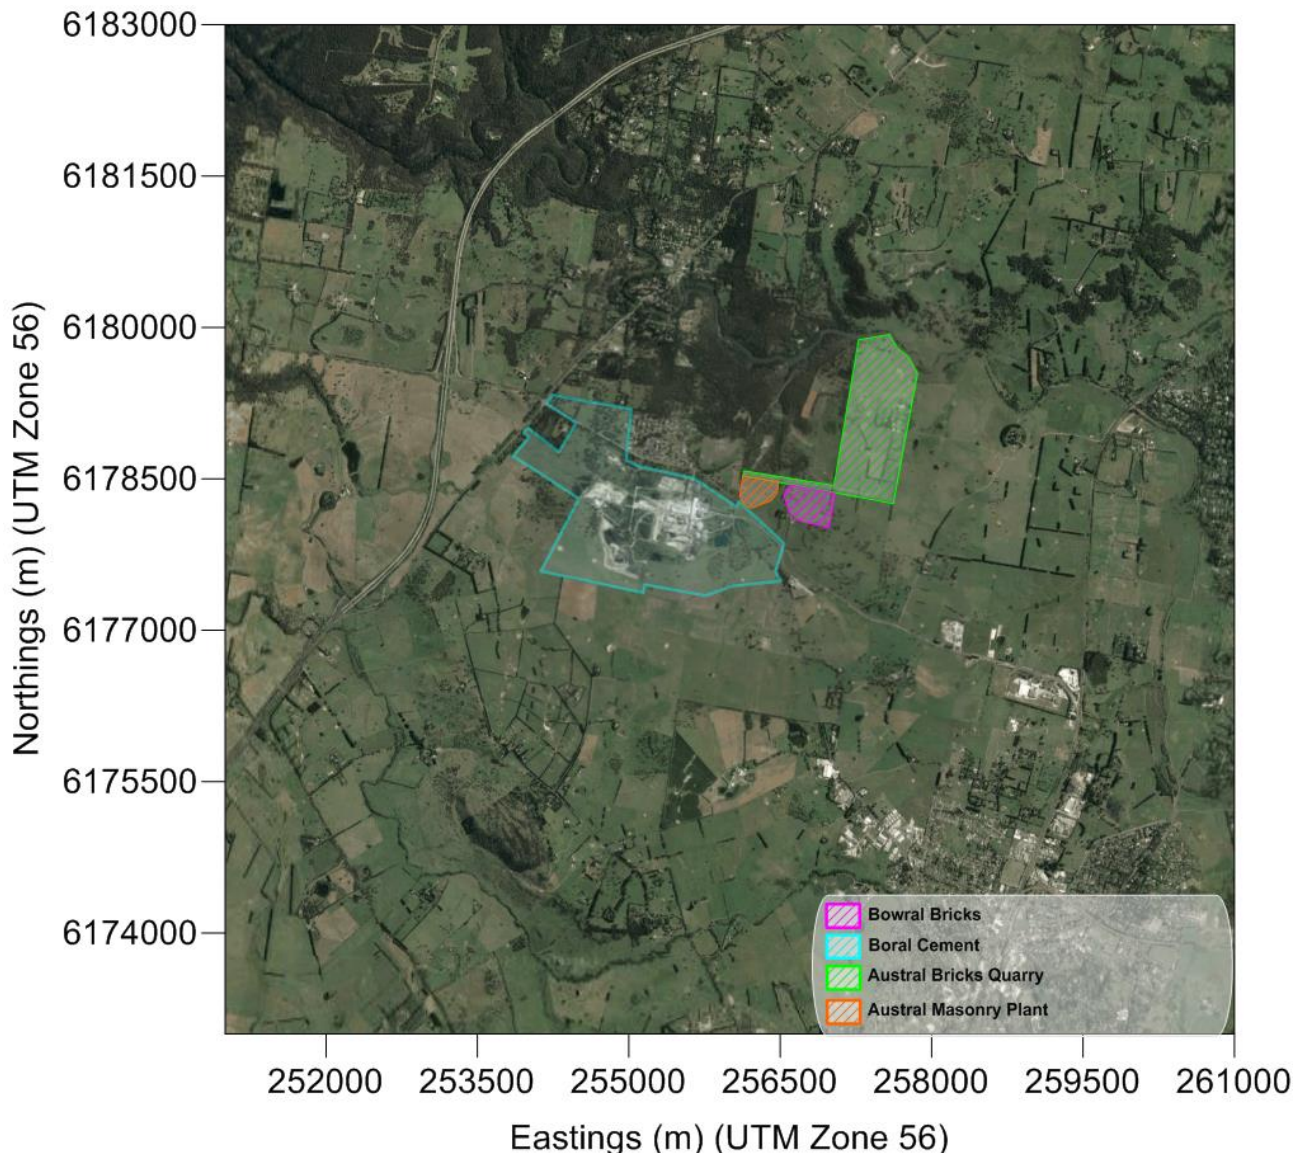 6183000
6181500
6180000
6178500
6177000
6175500
6174000
Northings (m) (UTM Zone 56)
Bowral Bricks
Boral Cement
Austral Bricks Quarry
Austral Masonry Plant
252000 253500 255000 256500 258000 259500 261000
Eastings (m) (UTM Zone 56)